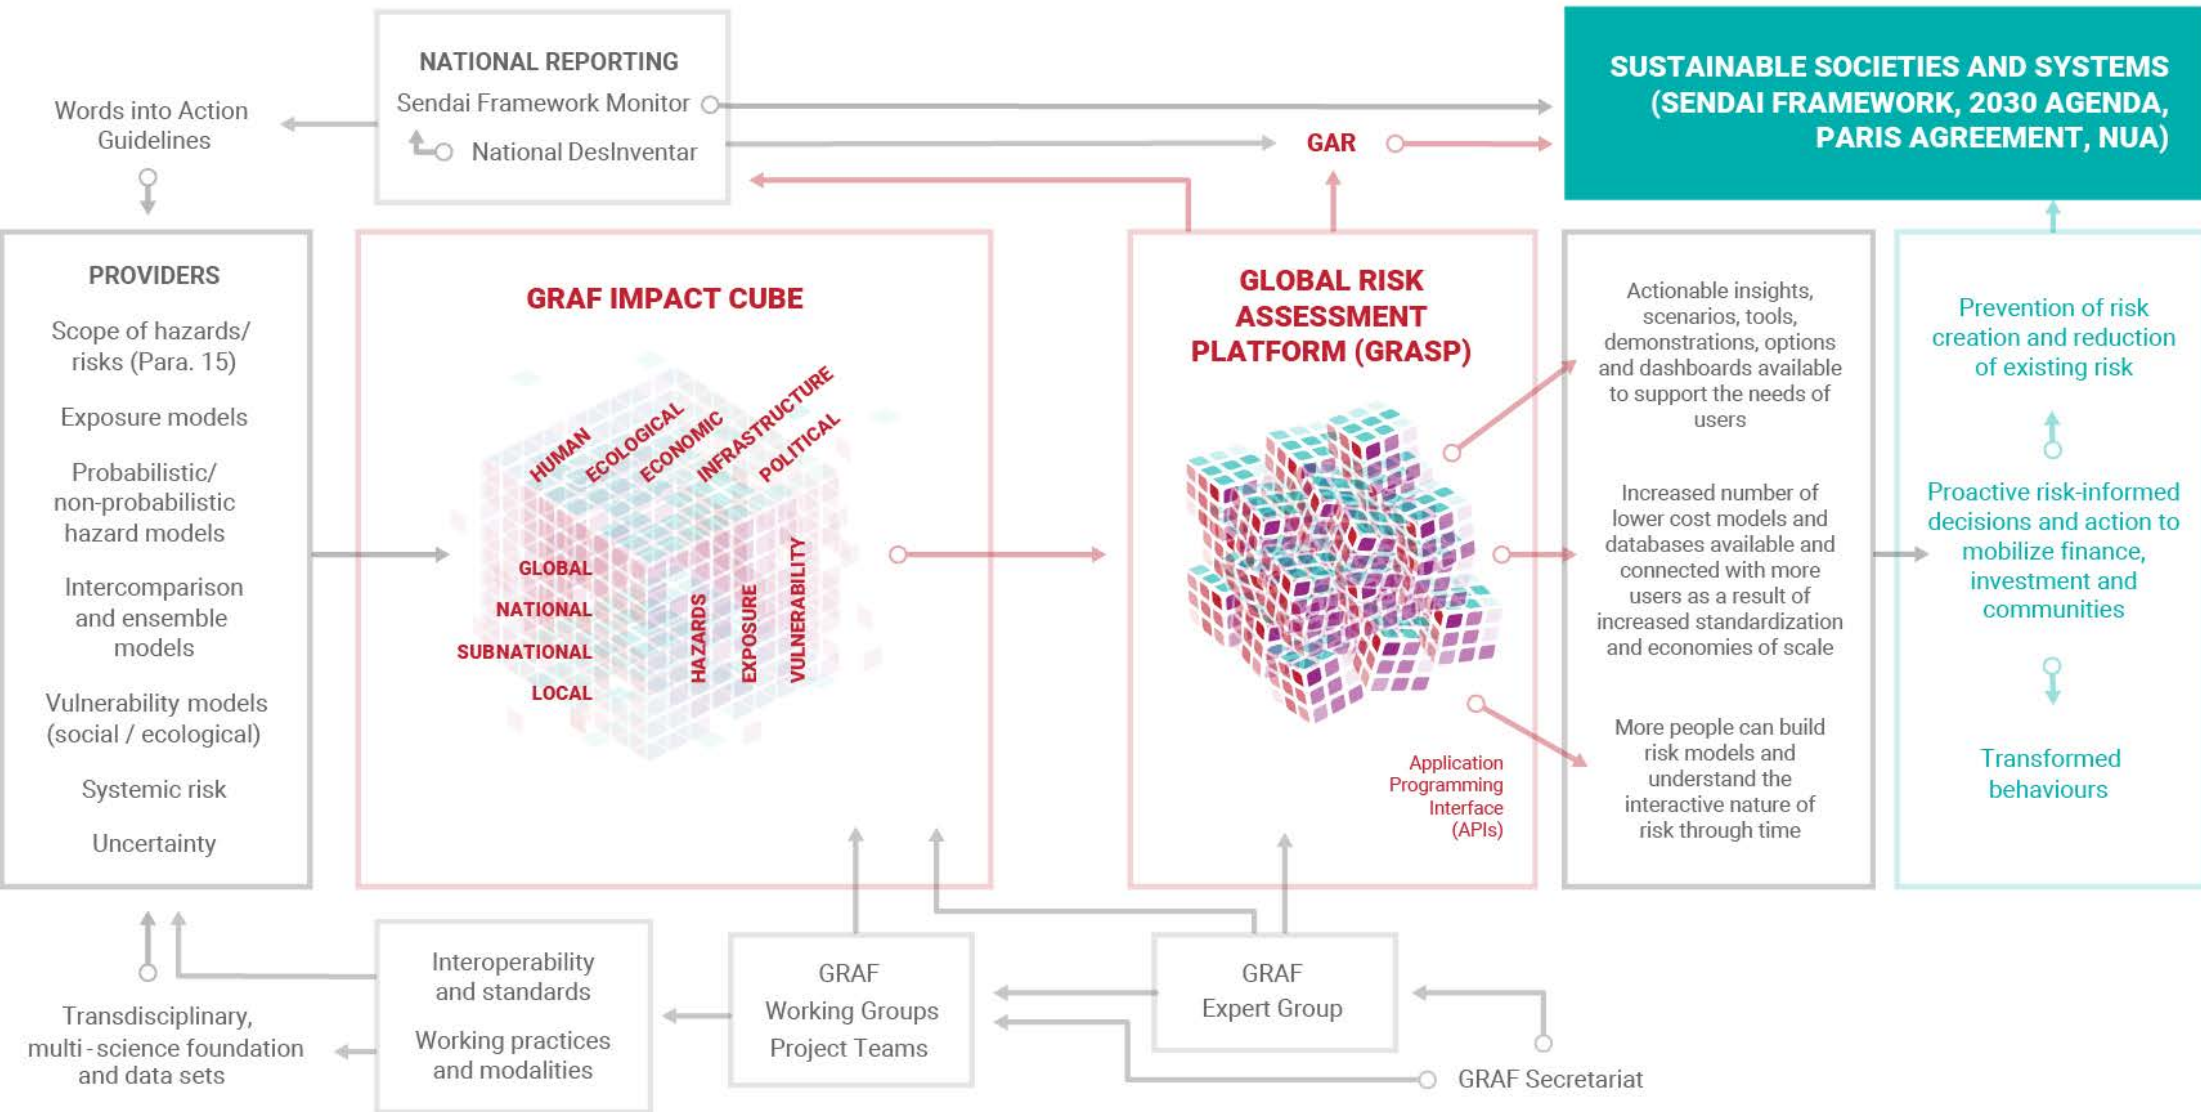 NATIONAL REPORTING
Sendai Framework Monitor
National DesInventar
Words into Action
Guidelines
GAR
SUSTAINABLE SOCIETIES AND SYSTEMS
(SENDAI FRAMEWORK, 2030 AGENDA,
PARIS AGREEMENT, NUA)
PROVIDERS
Scope of hazards/
risks (Para. 15)
Exposure models
Probabilistic/
non-probabilistic
hazard models
Intercomparison
and ensemble
models
Vulnerability models
(social / ecological)
Systemic risk
Uncertainty
GRAF IMPACT CUBE
HUMAN
ECOLOGICAL
ECONOMIC
INFRASTRUCTURE
POLITICAL
GLOBAL
NATIONAL
SUBNATIONAL
LOCAL
HAZARDS
EXPOSURE
VULNERABILITY
GLOBAL RISK
ASSESSMENT
PLATFORM (GRASP)
Application
Programming
Interface
(APIs)
Actionable insights,
scenarios, tools,
demonstrations, options
and dashboards available
to support the needs of
users
Increased number of
lower cost models and
databases available and
connected with more
users as a result of
increased standardization
and economies of scale
More people can build
risk models and
understand the
interactive nature of
risk through time
Prevention of risk
creation and reduction
of existing risk
Proactive risk-informed
decisions and action to
mobilize finance,
investment and
communities
Transformed
behaviours
Transdisciplinary,
multi-science foundation
and data sets
Interoperability
and standards
Working practices
and modalities
GRAF
Working Groups
Project Teams
GRAF
Expert Group
GRAF Secretariat